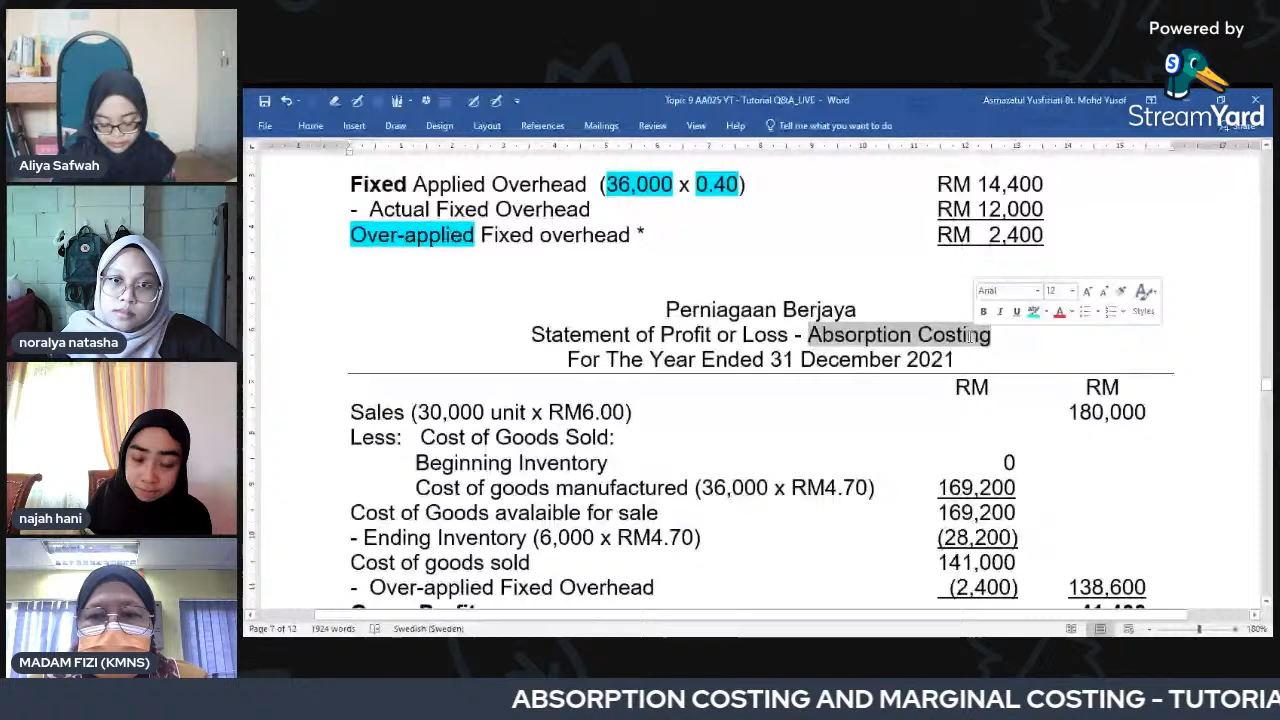 Powered by
S
StreamYard
Topic 9 AA025 YT - Tutorial Q&A_LIVE - Word
Asmazatul Yusfiziati Bt. Mohd Yusof
File Home Insert Draw Design Layout References Mailings Review View Help Tell me what you want to do Share
Fixed Applied Overhead (36,000 x 0.40) RM 14,400
- Actual Fixed Overhead RM 12,000
Over-applied Fixed overhead * RM 2,400
Arial 12
B I U Styles
Perniagaan Berjaya
Statement of Profit or Loss - Absorption Costing
For The Year Ended 31 December 2021
RM RM
Sales (30,000 unit x RM6.00) 180,000
Less: Cost of Goods Sold:
Beginning Inventory 0
Cost of goods manufactured (36,000 x RM4.70) 169,200
Cost of Goods avalaible for sale 169,200
- Ending Inventory (6,000 x RM4.70) (28,200)
Cost of goods sold 141,000
- Over-applied Fixed Overhead (2,400) 138,600
Page 7 of 12 1924 words Swedish (Sweden) 180%
Aliya Safwah
noralya natasha
najah hani
MADAM FIZI (KMNS)
ABSORPTION COSTING AND MARGINAL COSTING - TUTORIA